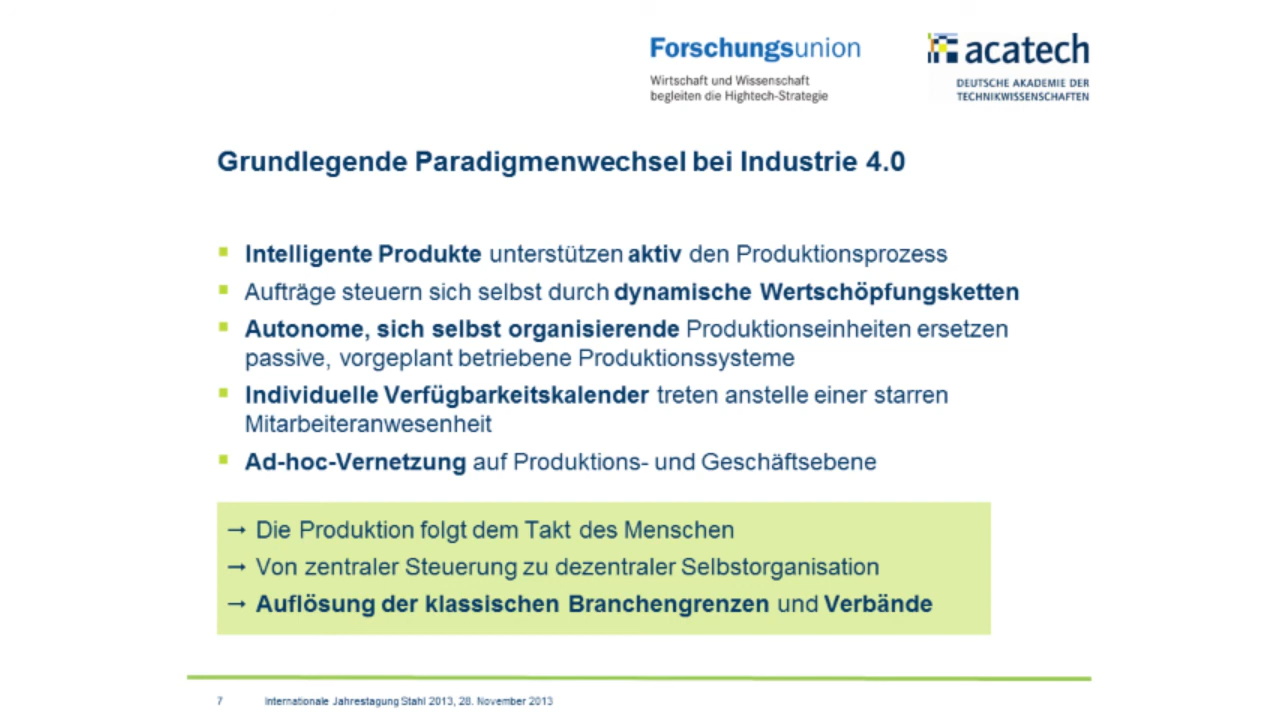 Forschungsunion
Wirtschaft und Wissenschaft
begleiten die Hightech-Strategie
acatech
DEUTSCHE AKADEMIE DER
TECHNIKWISSENSCHAFTEN
Grundlegende Paradigmenwechsel bei Industrie 4.0
Intelligente Produkte unterstützen aktiv den Produktionsprozess
Aufträge steuern sich selbst durch dynamische Wertschöpfungsketten
Autonome, sich selbst organisierende Produktionseinheiten ersetzen
passive, vorgeplant betriebene Produktionssysteme
Individuelle Verfügbarkeitskalender treten anstelle einer starren
Mitarbeiteranwesenheit
Ad-hoc-Vernetzung auf Produktions- und Geschäftsebene
→ Die Produktion folgt dem Takt des Menschen
→ Von zentraler Steuerung zu dezentraler Selbstorganisation
→ Auflösung der klassischen Branchengrenzen und Verbände
7 Internationale Jahrestagung Stahl 2013, 28. November 2013